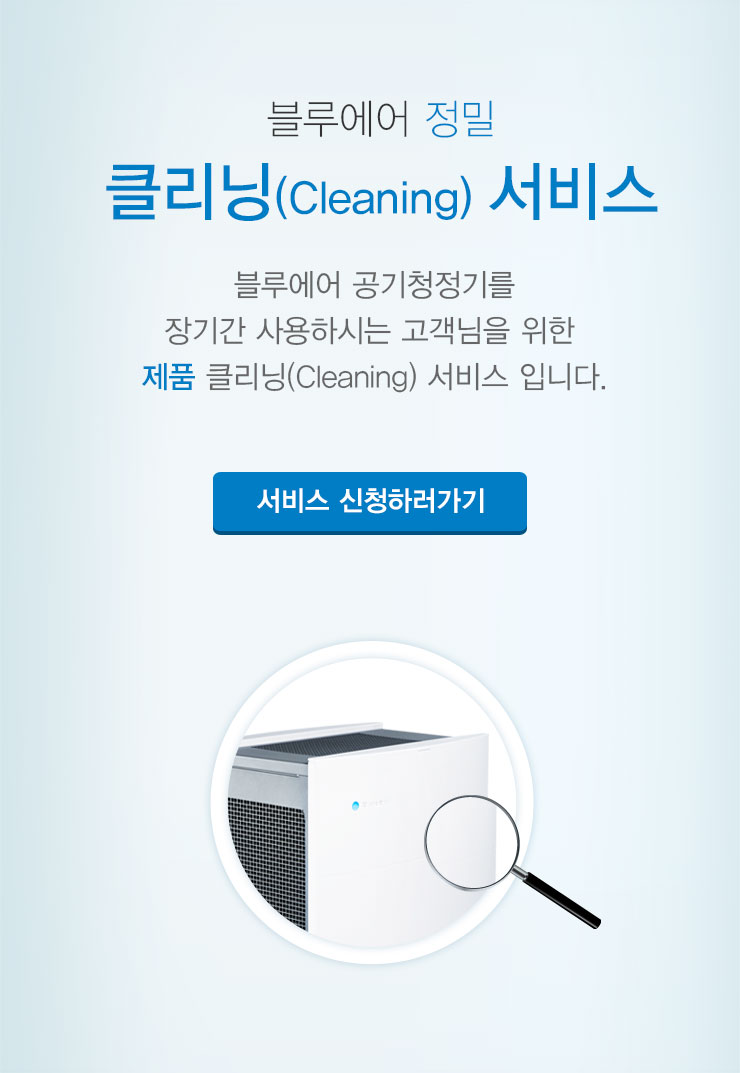 블루에어 정밀
클리닝(Cleaning) 서비스
블루에어 공기청정기를
장기간 사용하시는 고객님을 위한
제품 클리닝(Cleaning) 서비스 입니다.
서비스 신청하러가기